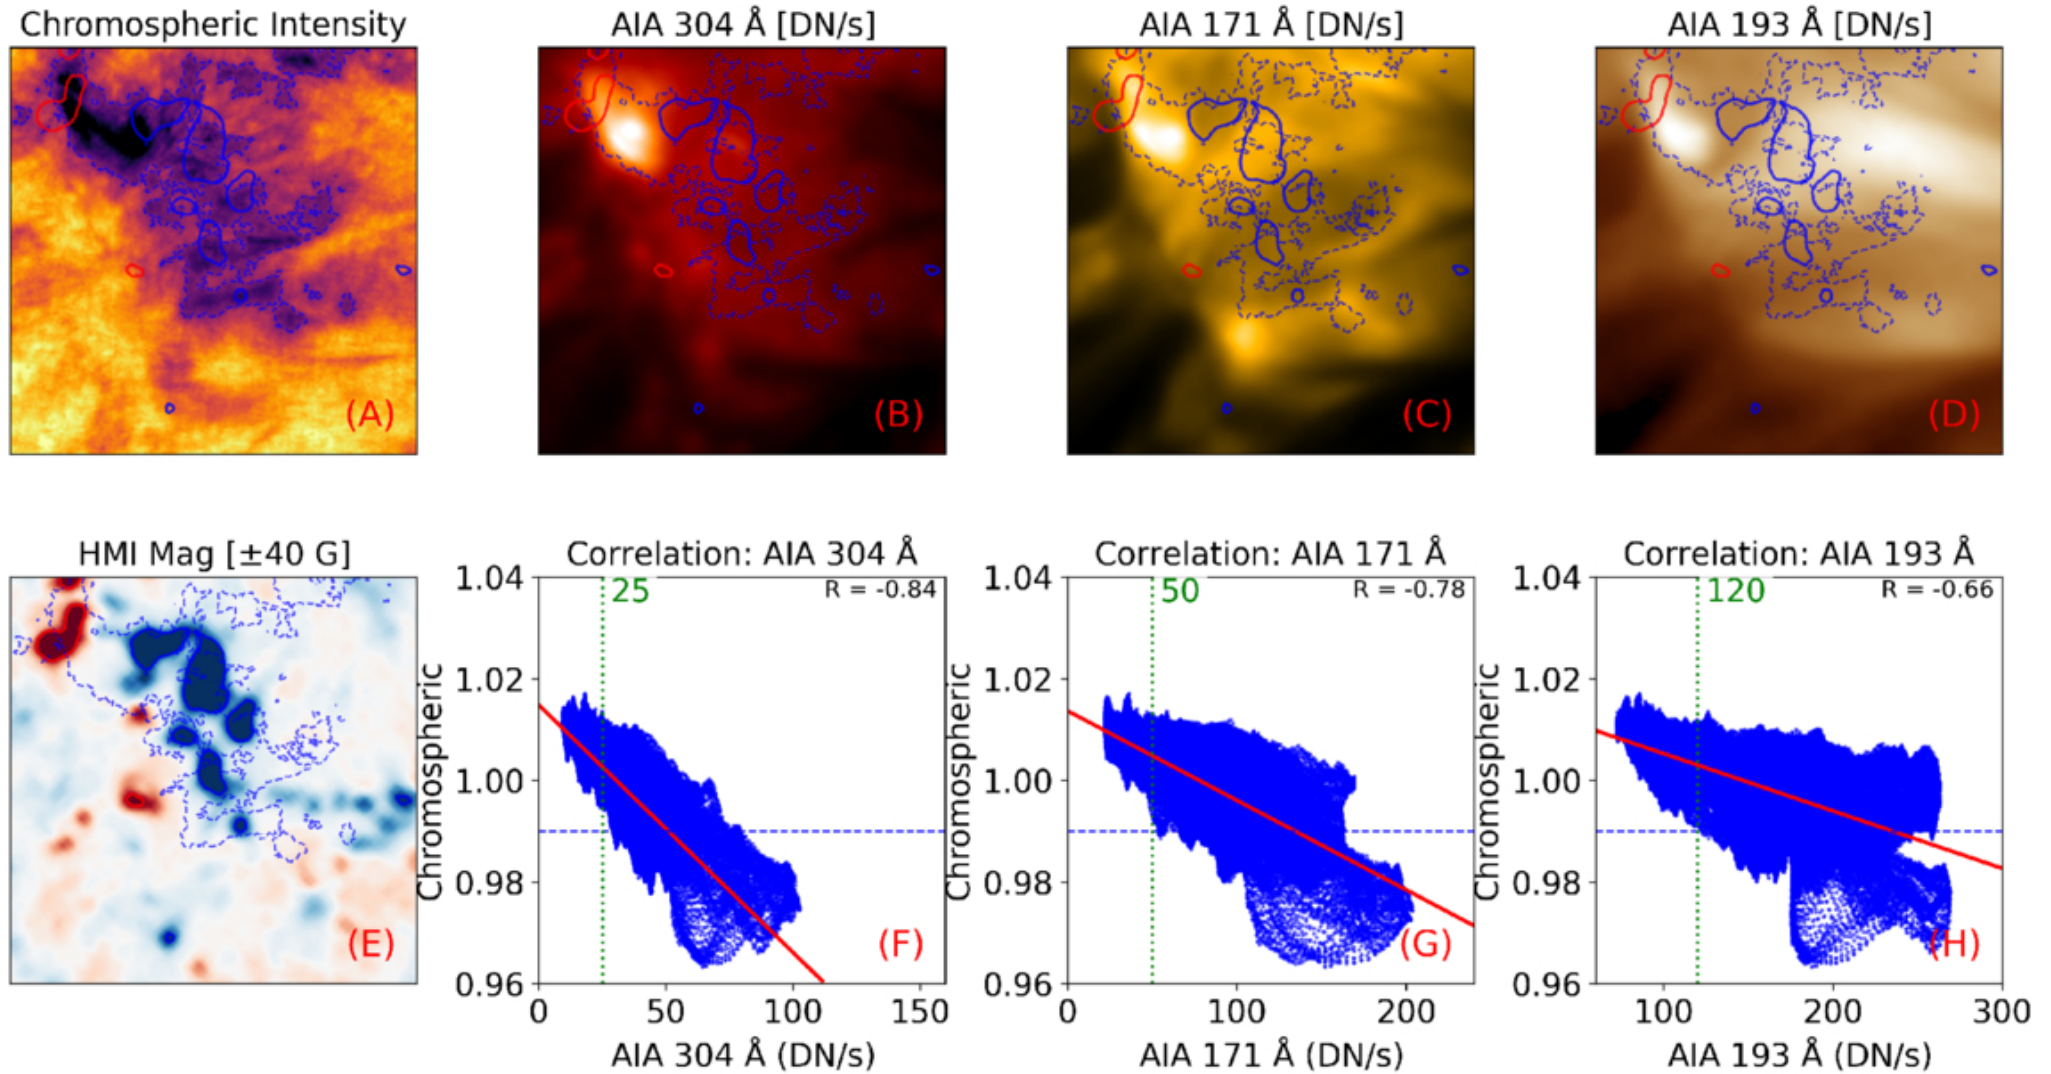 Chromospheric Intensity
AIA 304 Å [DN/s]
AIA 171 Å [DN/s]
AIA 193 Å [DN/s]
(A)
(B)
(C)
(D)
HMI Mag [±40 G]
(E)
Correlation: AIA 304 Å
1.04
1.02
1.00
0.98
0.96
Chromospheric
25
R = -0.84
(F)
0
50
100
150
AIA 304 Å (DN/s)
Correlation: AIA 171 Å
1.04
1.02
1.00
0.98
0.96
Chromospheric
50
R = -0.78
(G)
0
100
200
AIA 171 Å (DN/s)
Correlation: AIA 193 Å
1.04
1.02
1.00
0.98
0.96
Chromospheric
120
R = -0.66
(H)
100
200
300
AIA 193 Å (DN/s)